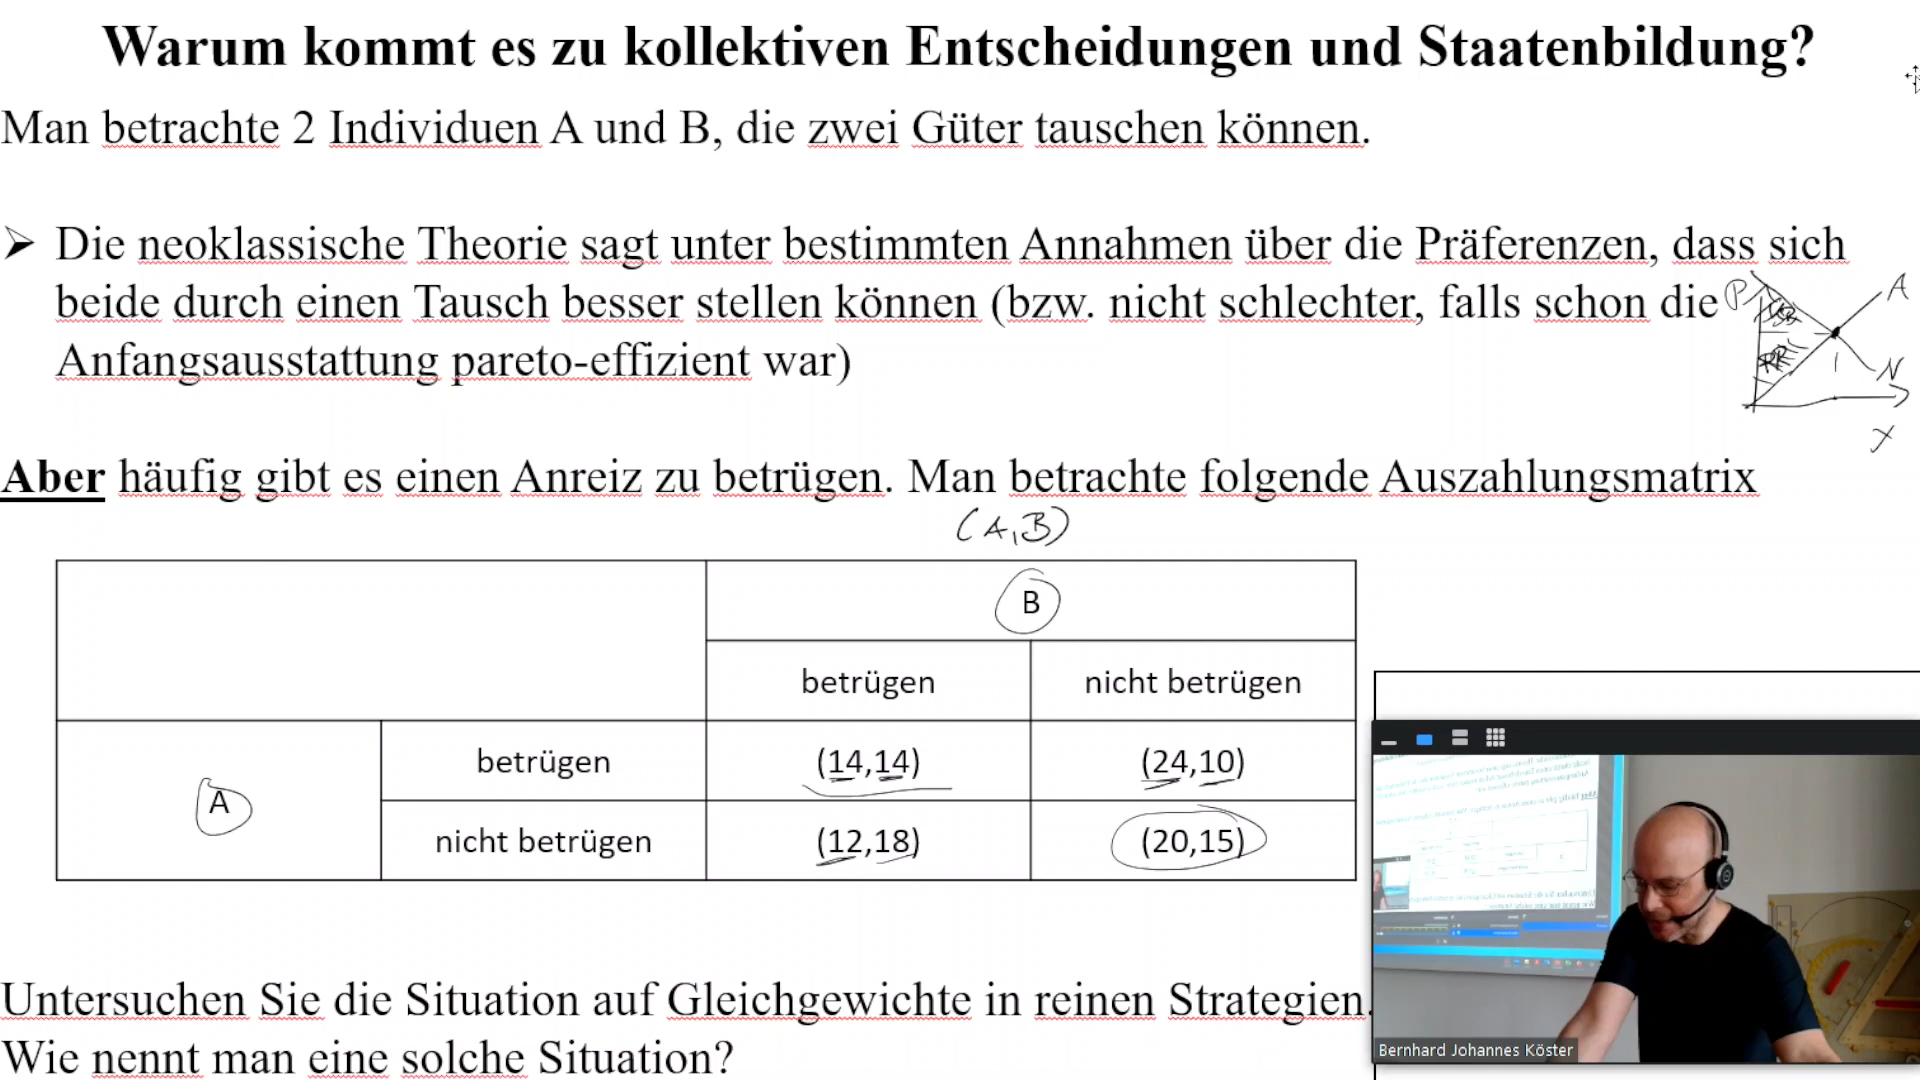 Warum kommt es zu kollektiven Entscheidungen und Staatenbildung?
Man betrachte 2 Individuen A und B, die zwei Güter tauschen können.
➤ Die neoklassische Theorie sagt unter bestimmten Annahmen über die Präferenzen, dass sich
beide durch einen Tausch besser stellen können (bzw. nicht schlechter, falls schon die
Anfangsausstattung pareto-effizient war)
P
A
N
x
Aber häufig gibt es einen Anreiz zu betrügen. Man betrachte folgende Auszahlungsmatrix
(A,B)
B
betrügen nicht betrügen
A
betrügen (14,14) (24,10)
nicht betrügen (12,18) (20,15)
Untersuchen Sie die Situation auf Gleichgewichte in reinen Strategien.
Wie nennt man eine solche Situation?
Bernhard Johannes Köster